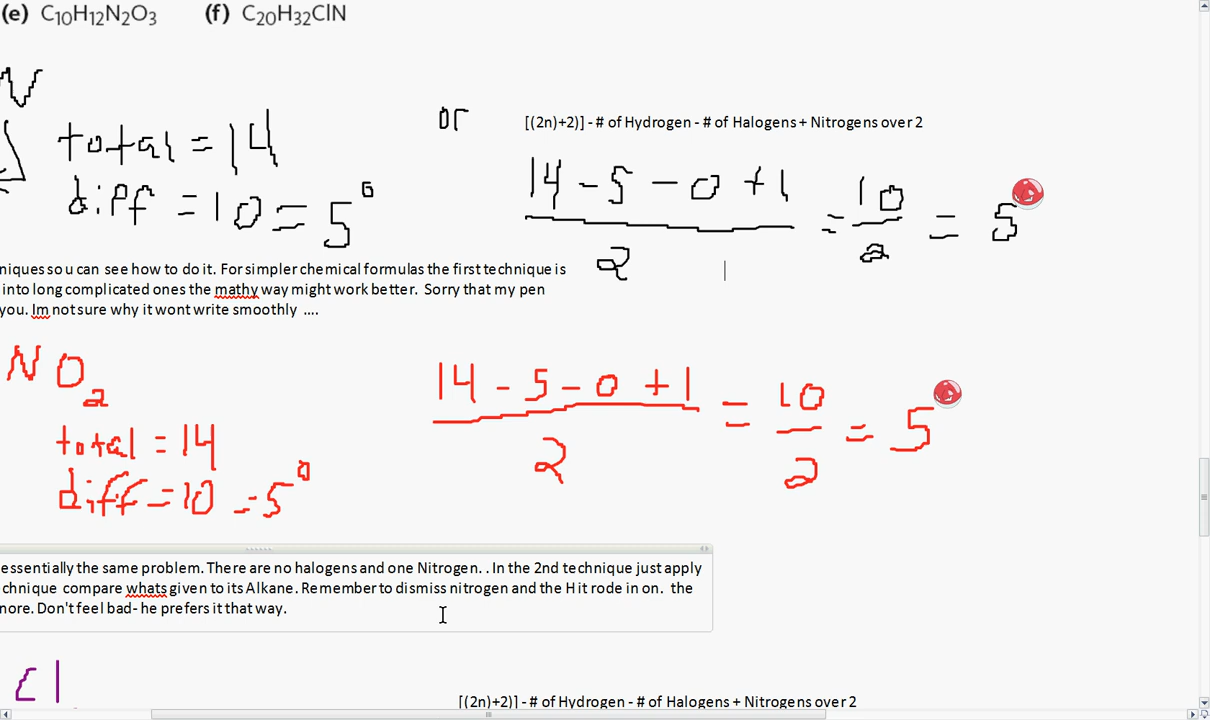 (e) C₁₀H₁₂N₂O₃ (f) C₂₀H₃₂ClN
N
total = 14
diff = 10 = 5⁰
or
[(2n)+2)] - # of Hydrogen - # of Halogens + Nitrogens over 2
14 - 5 - 0 + 1
2
= 10/2 = 5
niques so u can see how to do it. For simpler chemical formulas the first technique is
into long complicated ones the mathy way might work better. Sorry that my pen
you. Im not sure why it wont write smoothly ....
NO₂
total = 14
diff = 10 = 5⁰
14 - 5 - 0 + 1
2
= 10/2 = 5
essentially the same problem. There are no halogens and one Nitrogen. . In the 2nd technique just apply
chnique compare whats given to its Alkane. Remember to dismiss nitrogen and the H it rode in on. the
more. Don't feel bad- he prefers it that way.
Cl
[(2n)+2)] - # of Hydrogen - # of Halogens + Nitrogens over 2